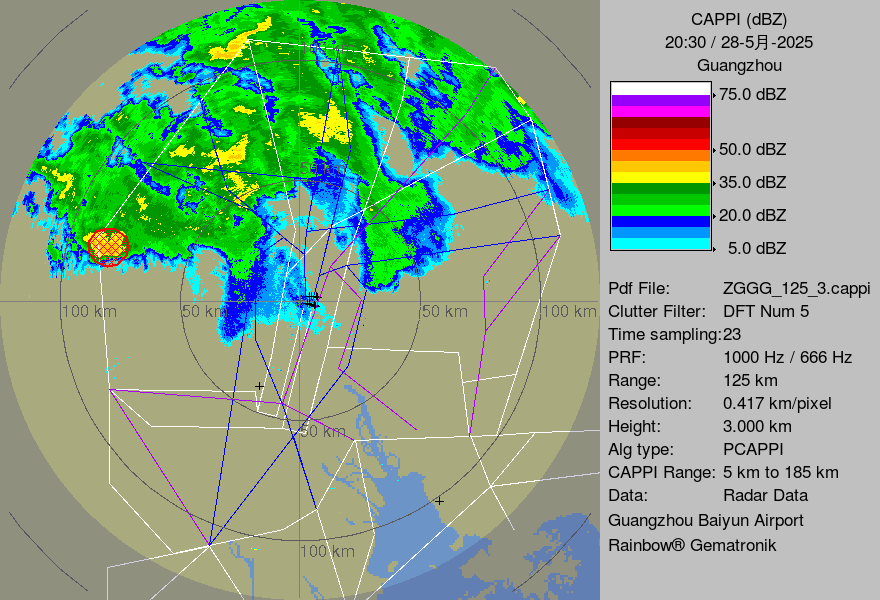 CAPPI (dBZ)
20:30 / 28-5月-2025
Guangzhou
75.0 dBZ
50.0 dBZ
35.0 dBZ
20.0 dBZ
5.0 dBZ
Pdf File: ZGGG_125_3.cappi
Clutter Filter: DFT Num 5
Time sampling:23
PRF: 1000 Hz / 666 Hz
Range: 125 km
Resolution: 0.417 km/pixel
Height: 3.000 km
Alg type: PCAPPI
CAPPI Range: 5 km to 185 km
Data: Radar Data
Guangzhou Baiyun Airport
Rainbow® Gematronik
100 km
50 km
50 km
100 km
50 km
100 km